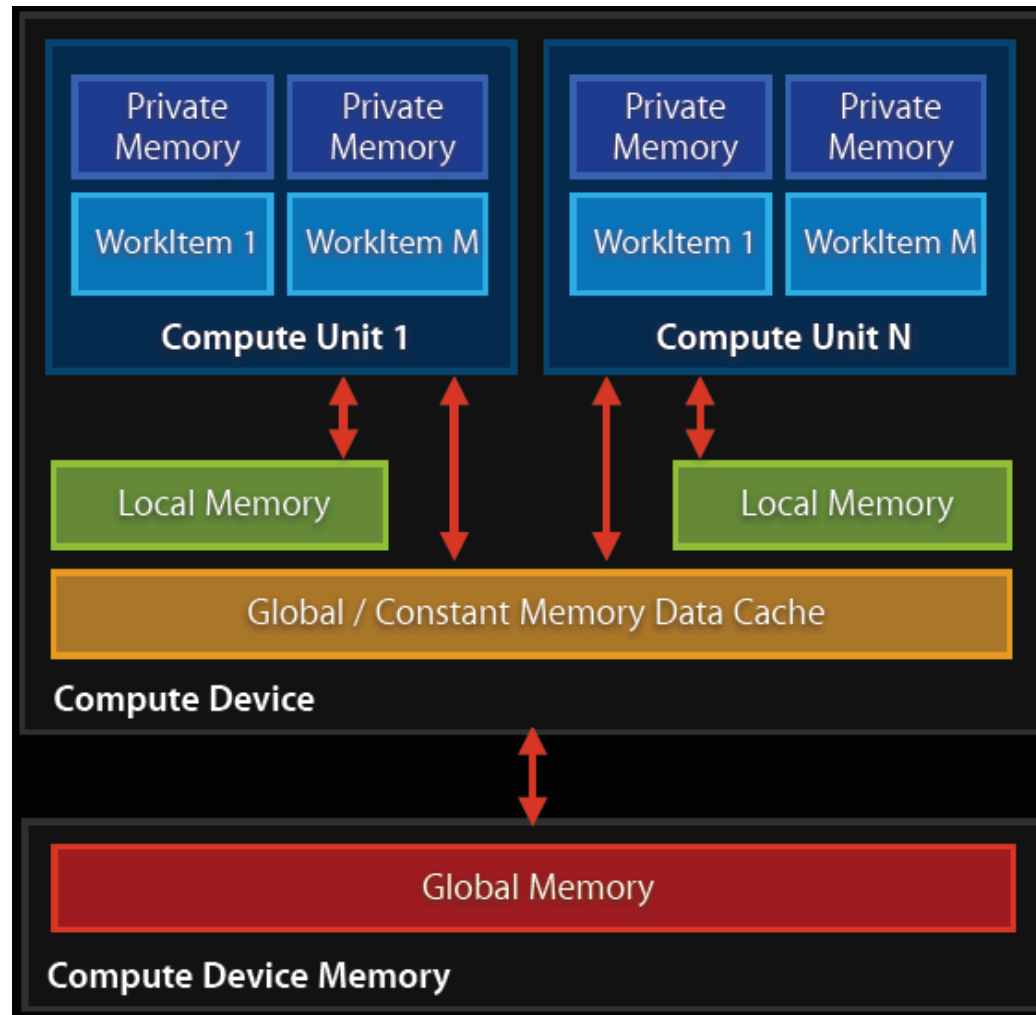 Private Memory
Private Memory
Private Memory
Private Memory
WorkItem 1
WorkItem M
WorkItem 1
WorkItem M
Compute Unit 1
Compute Unit N
Local Memory
Local Memory
Global / Constant Memory Data Cache
Compute Device
Global Memory
Compute Device Memory